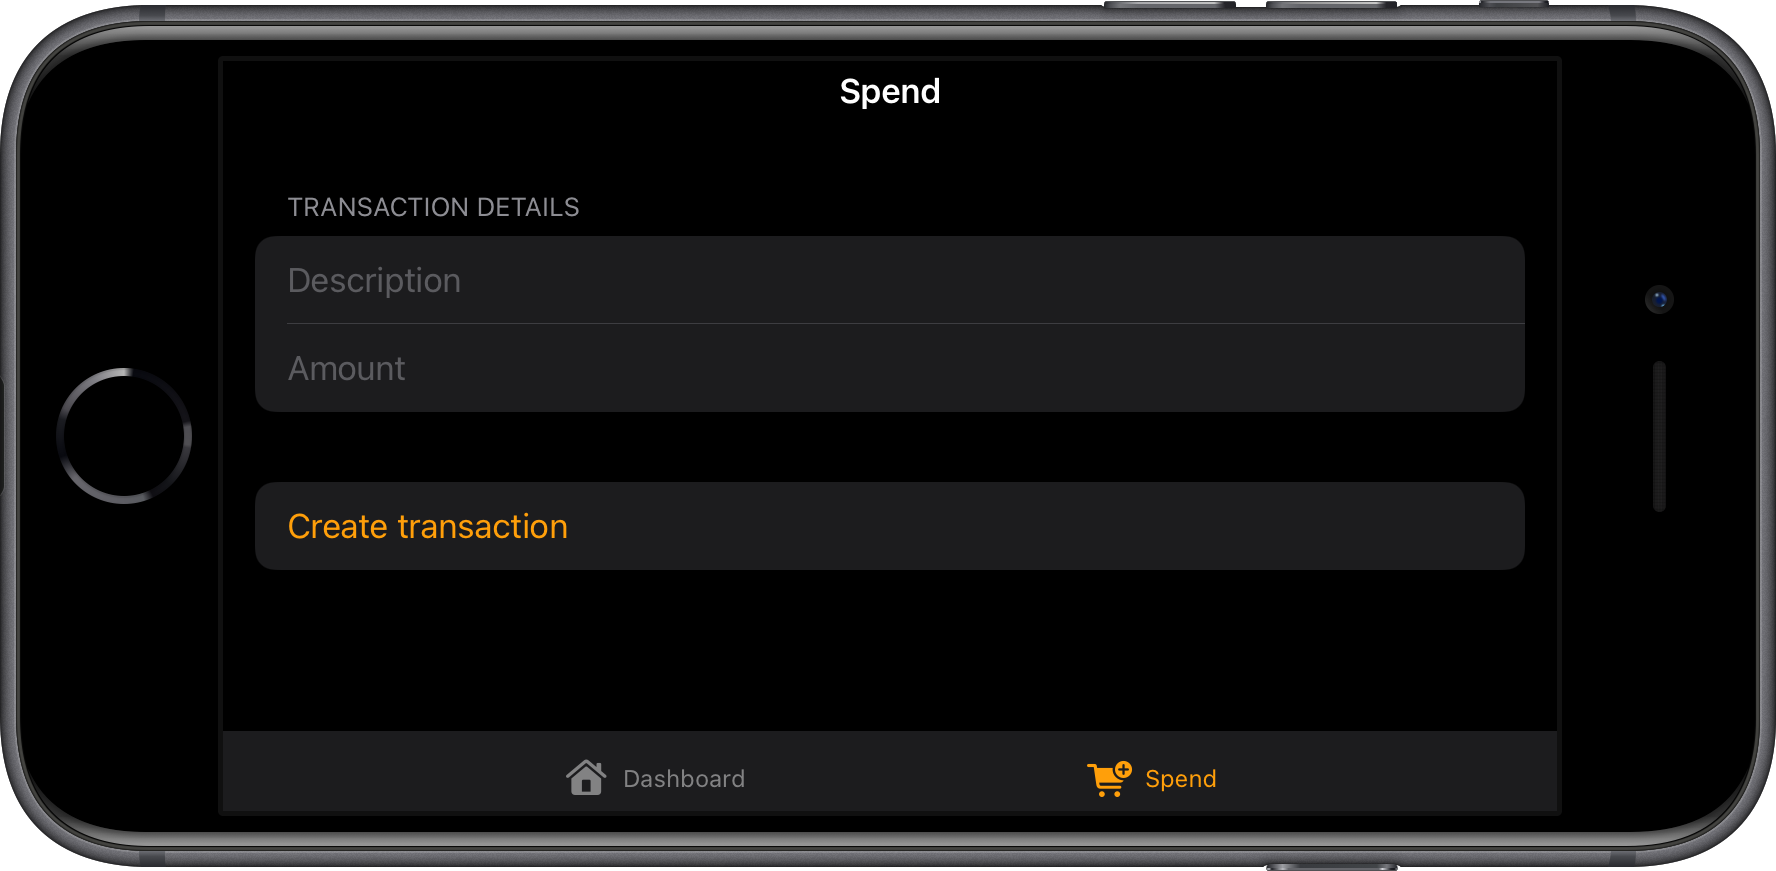 Spend
TRANSACTION DETAILS
Description
Amount
Create transaction
Dashboard
Spend